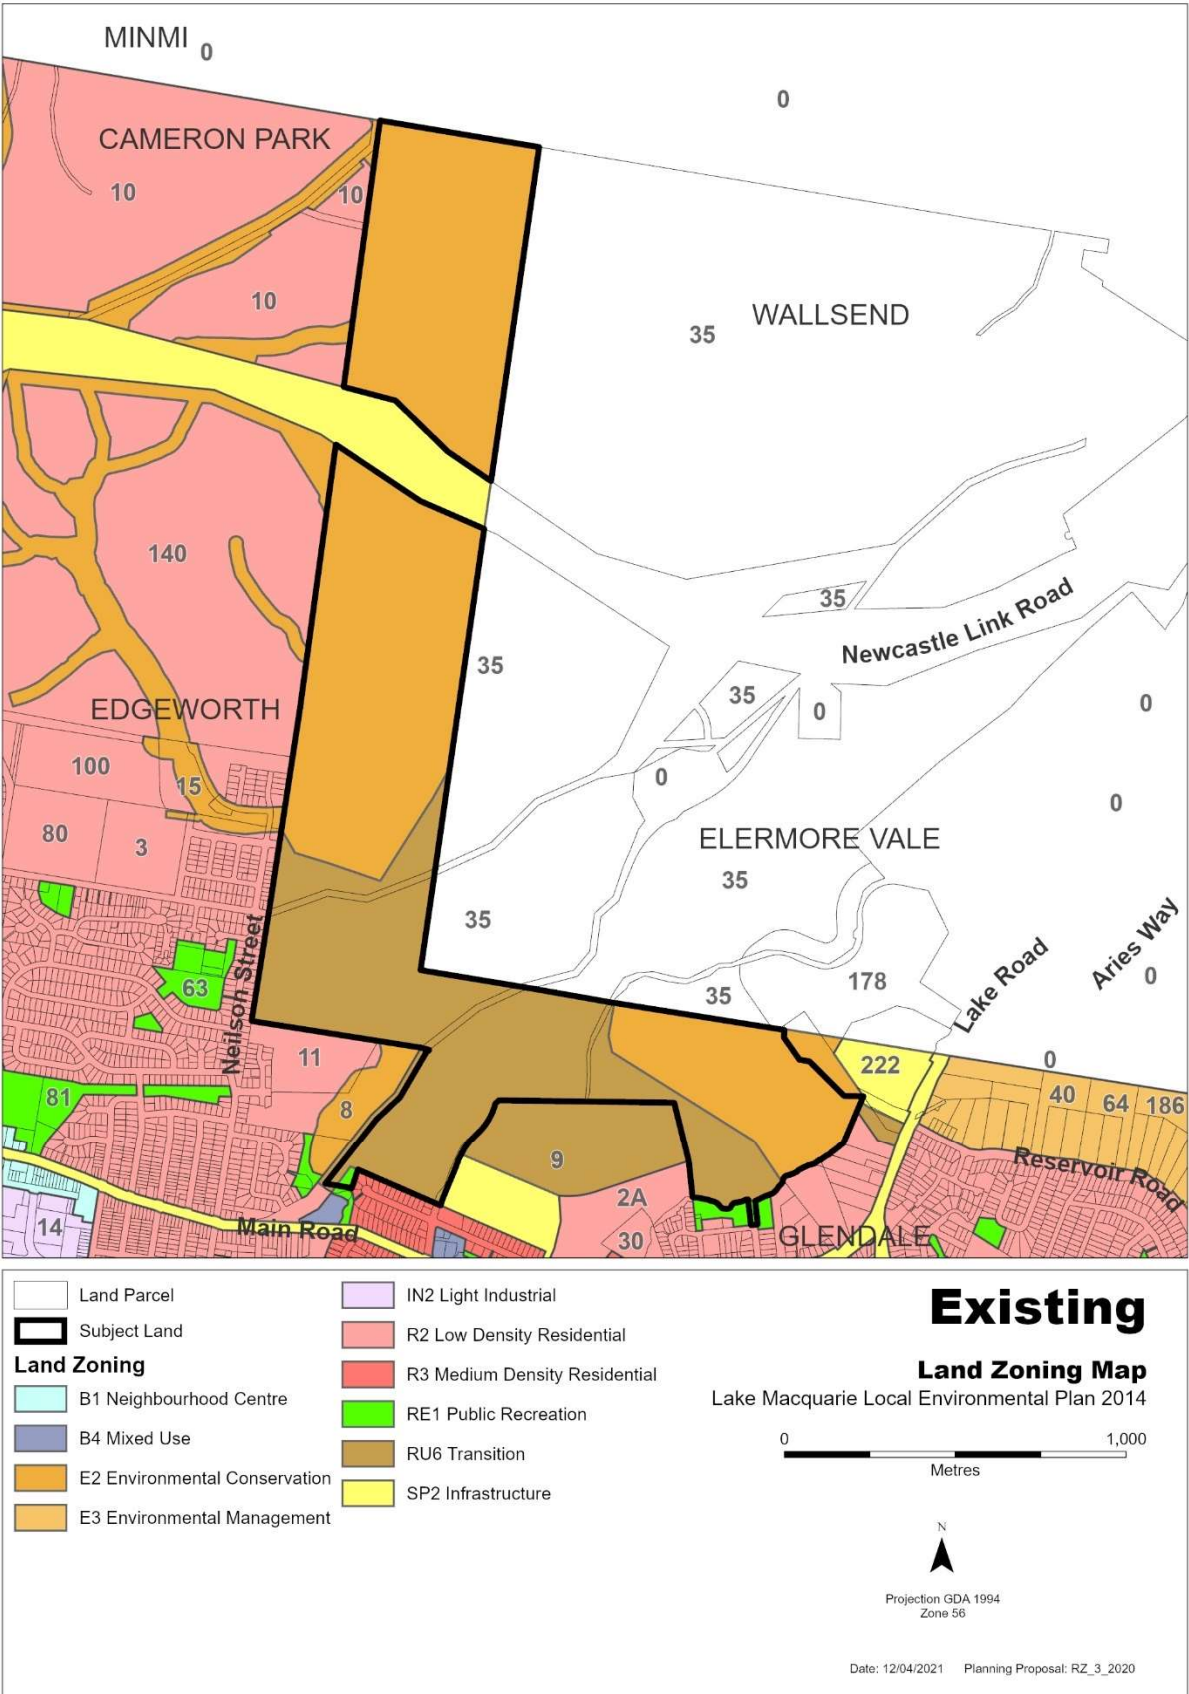 MINMI
0
0
CAMERON PARK
10
10
10
WALLSEND
35
140
35
Newcastle Link Road
35
35
0
0
EDGEWORTH
100
15
0
80
3
0
ELERMORE VALE
35
35
Neilson Street
63
35
178
Lake Road
Aries Way
0
11
222
0
81
8
40
64
186
9
Reservoir Road
2A
14
Main Road
30
GLENDALE
Land Parcel
Subject Land
Land Zoning
B1 Neighbourhood Centre
B4 Mixed Use
E2 Environmental Conservation
E3 Environmental Management
IN2 Light Industrial
R2 Low Density Residential
R3 Medium Density Residential
RE1 Public Recreation
RU6 Transition
SP2 Infrastructure
Existing
Land Zoning Map
Lake Macquarie Local Environmental Plan 2014
0 1,000
Metres
N
Projection GDA 1994
Zone 56
Date: 12/04/2021 Planning Proposal: RZ_3_2020